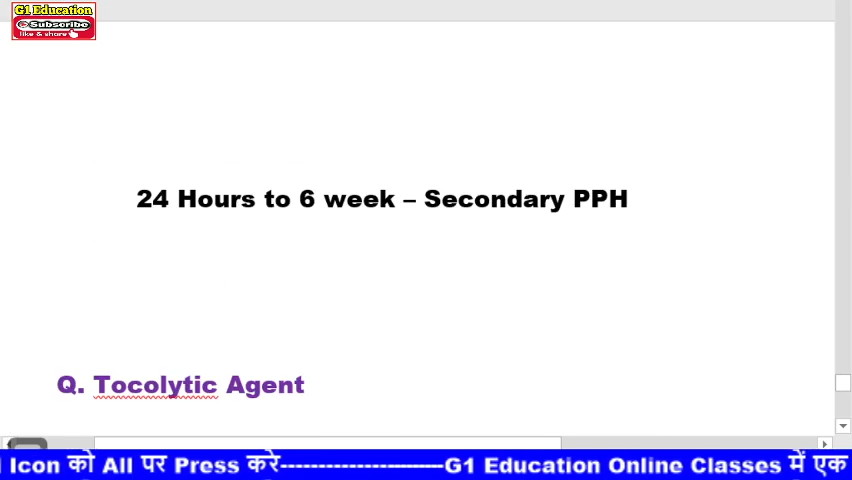 G1 Education
Subscribe
like & share
24 Hours to 6 week – Secondary PPH
Q. Tocolytic Agent
Icon को All पर Press करे----------------------G1 Education Online Classes में एक